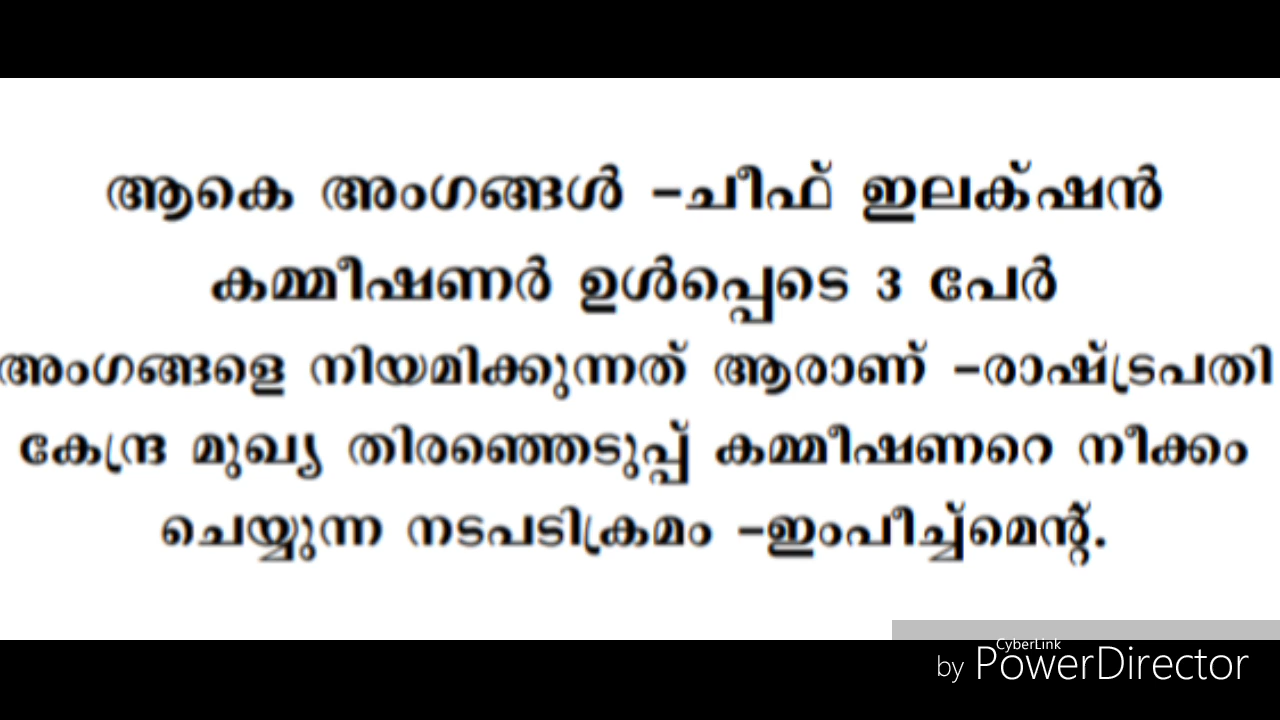 ആകെ അംഗങ്ങൾ -ചീഫ് ഇലക്ഷൻ
കമ്മീഷണർ ഉൾപ്പെടെ 3 പേർ
അംഗങ്ങളെ നിയമിക്കുന്നത് ആരാണ് -രാഷ്ട്രപതി
കേന്ദ്ര മുഖ്യ തിരഞ്ഞെടുപ്പ് കമ്മീഷണറെ നീക്കം
ചെയ്യുന്ന നടപടിക്രമം -ഇംപീച്ച്മെന്റ്.
CyberLink
by PowerDirector